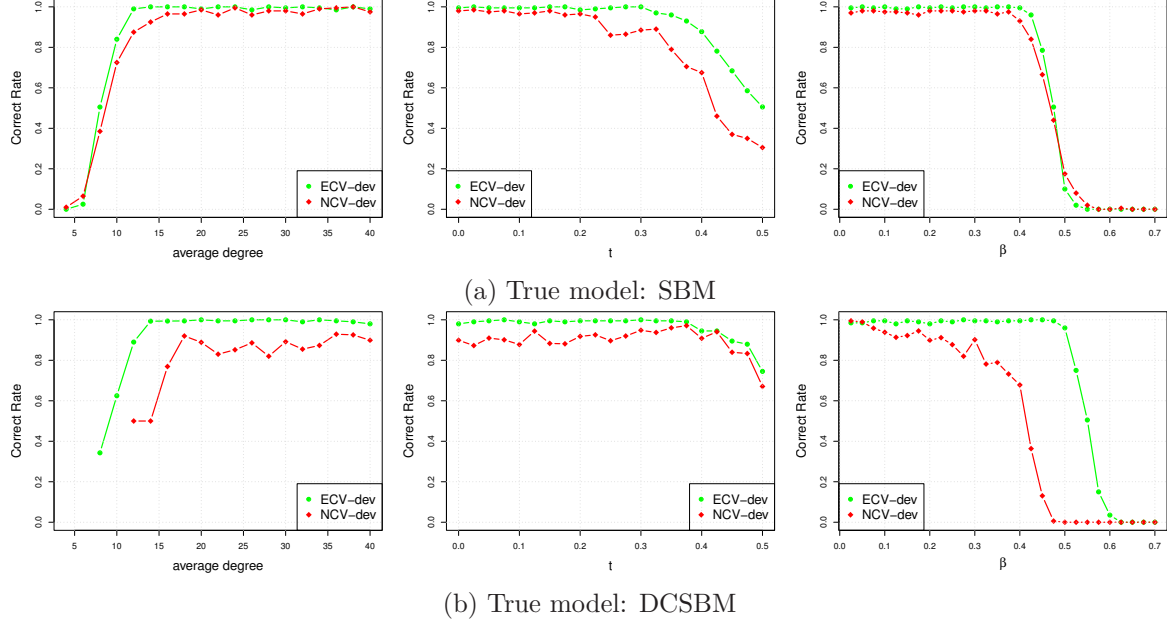 Correct Rate
0.0 0.2 0.4 0.6 0.8 1.0
5 10 15 20 25 30 35 40
average degree
ECV−dev
NCV−dev
Correct Rate
0.0 0.2 0.4 0.6 0.8 1.0
0.0 0.1 0.2 0.3 0.4 0.5
t
ECV−dev
NCV−dev
Correct Rate
0.0 0.2 0.4 0.6 0.8 1.0
0.0 0.1 0.2 0.3 0.4 0.5 0.6 0.7
β
ECV−dev
NCV−dev
(a) True model: SBM
Correct Rate
0.0 0.2 0.4 0.6 0.8 1.0
5 10 15 20 25 30 35 40
average degree
ECV−dev
NCV−dev
Correct Rate
0.0 0.2 0.4 0.6 0.8 1.0
0.0 0.1 0.2 0.3 0.4 0.5
t
ECV−dev
NCV−dev
Correct Rate
0.0 0.2 0.4 0.6 0.8 1.0
0.0 0.1 0.2 0.3 0.4 0.5 0.6 0.7
β
ECV−dev
NCV−dev
(b) True model: DCSBM